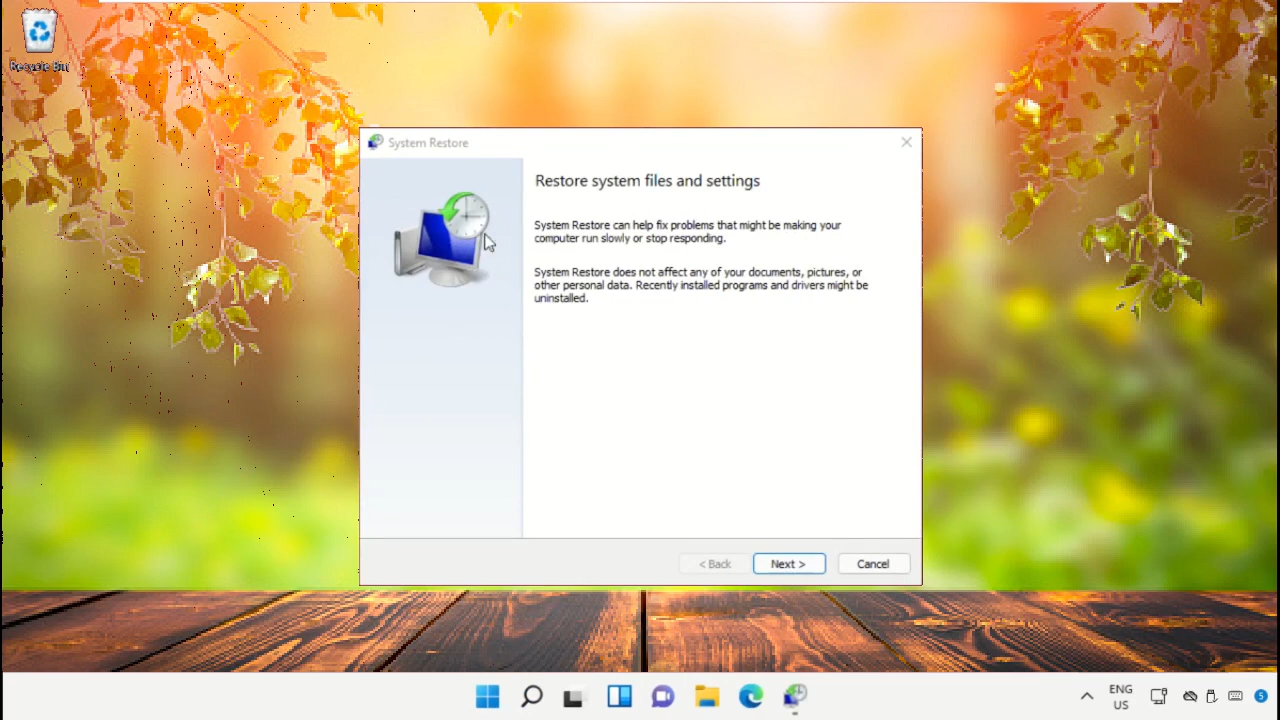 Recycle Bin
System Restore
Restore system files and settings
System Restore can help fix problems that might be making your
computer run slowly or stop responding.
System Restore does not affect any of your documents, pictures, or
other personal data. Recently installed programs and drivers might be
uninstalled.
< Back
Next >
Cancel
ENG
US
5